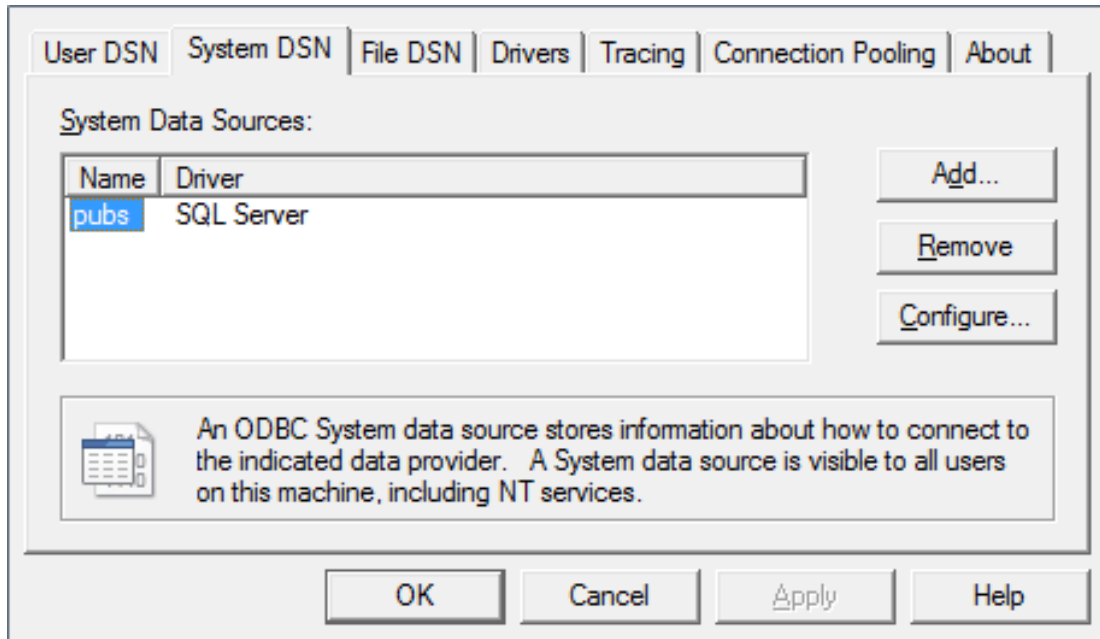 User DSN System DSN File DSN Drivers Tracing Connection Pooling About
System Data Sources:
Name Driver
pubs SQL Server
Add...
Remove
Configure...
An ODBC System data source stores information about how to connect to
the indicated data provider. A System data source is visible to all users
on this machine, including NT services.
OK Cancel Apply Help